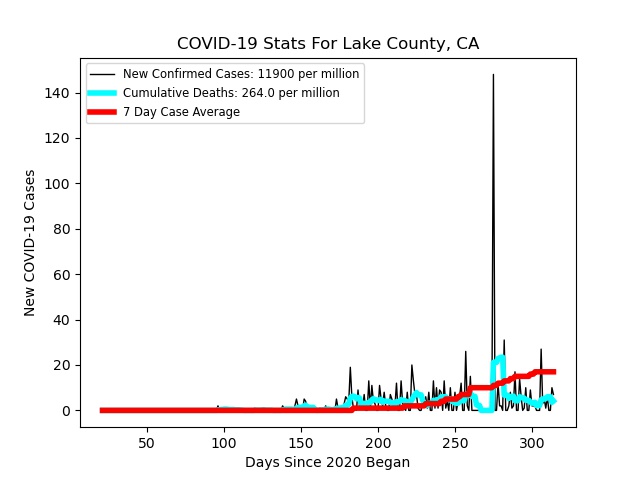 COVID-19 Stats For Lake County, CA
New Confirmed Cases: 11900 per million
Cumulative Deaths: 264.0 per million
7 Day Case Average
New COVID-19 Cases
140
120
100
80
60
40
20
0
50
100
150
200
250
300
Days Since 2020 Began